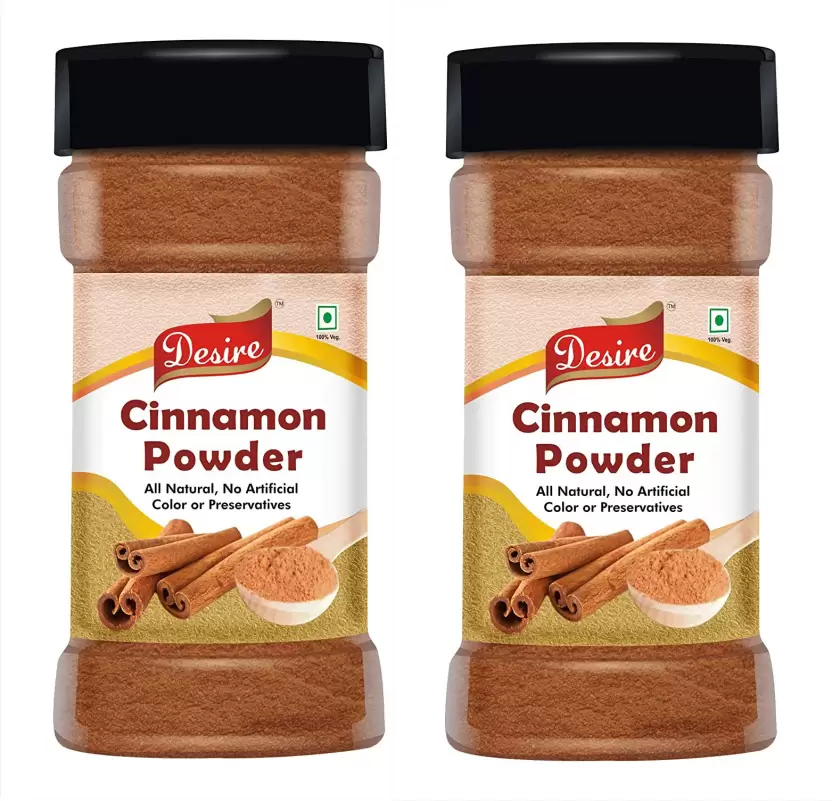 Desire
TM
100% Veg.
Cinnamon
Powder
All Natural, No Artificial
Color or Preservatives
Desire
TM
100% Veg.
Cinnamon
Powder
All Natural, No Artificial
Color or Preservatives